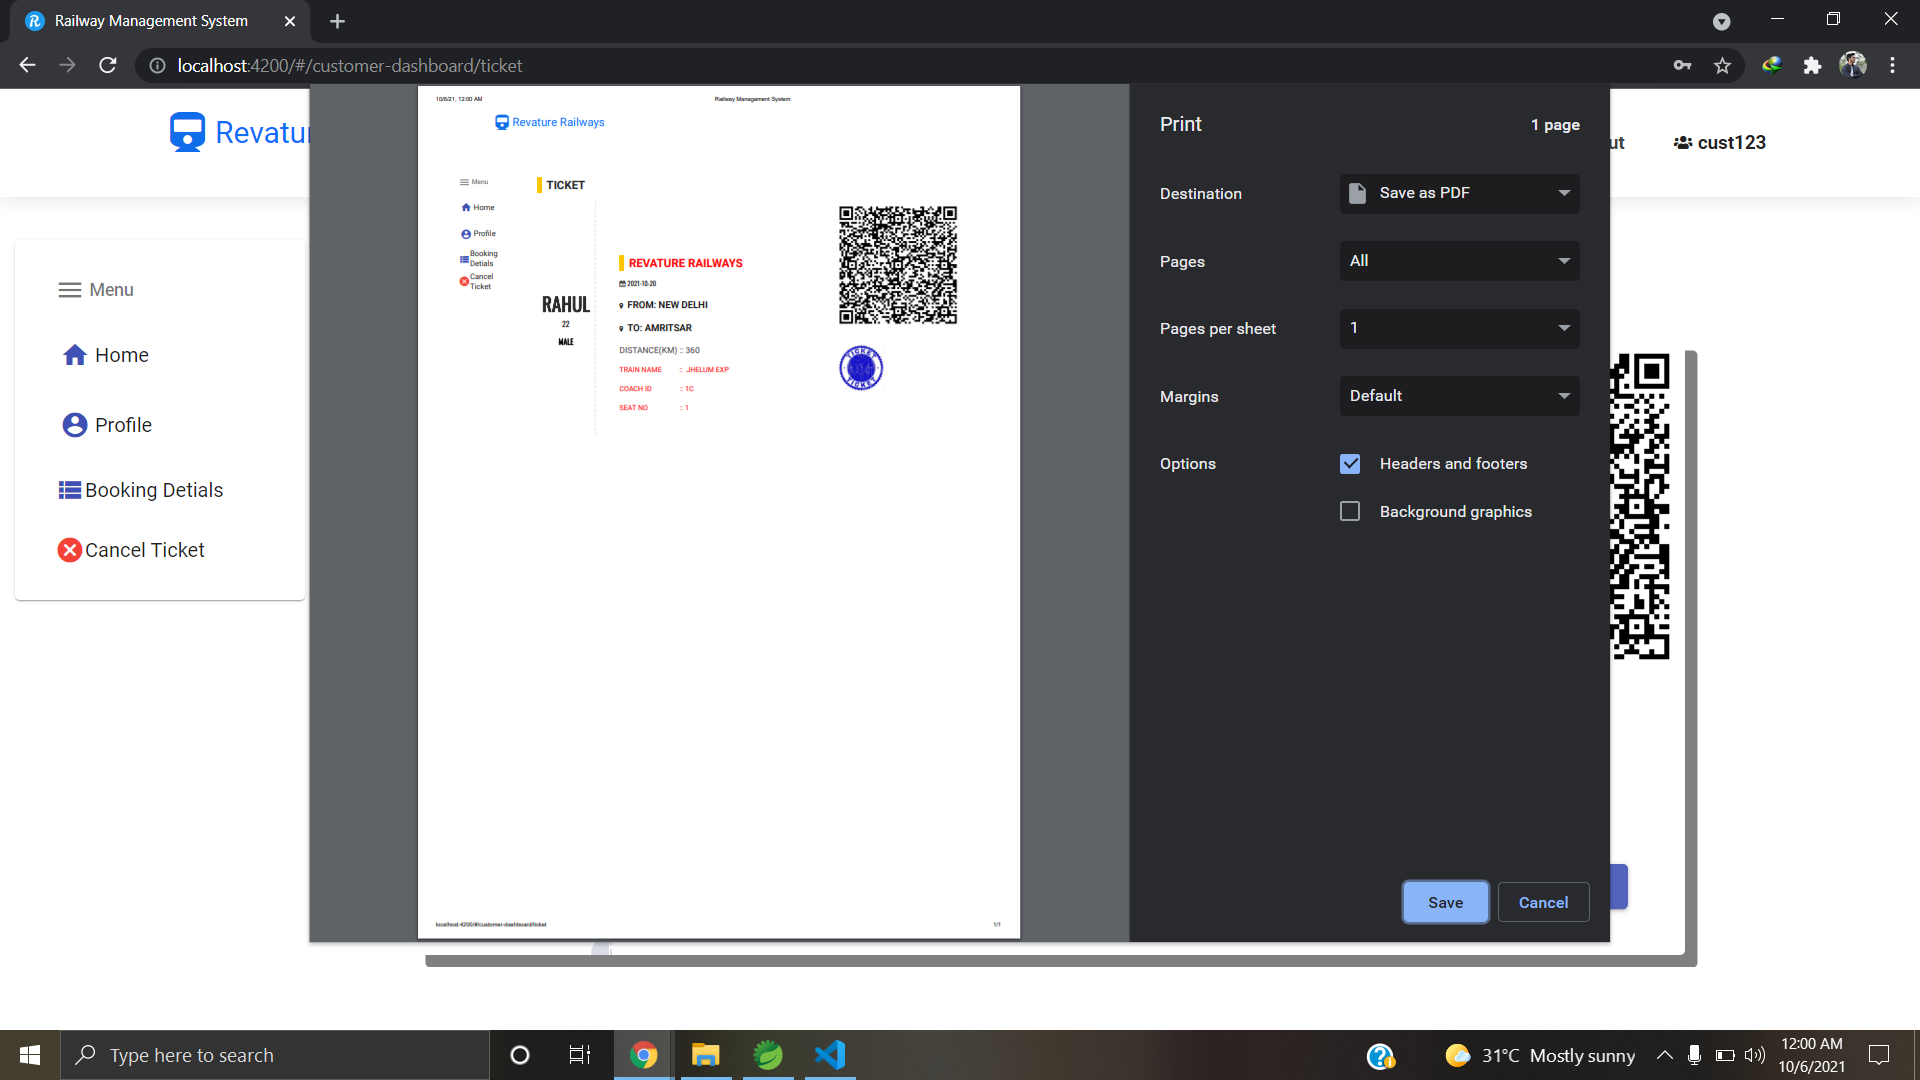 Railway Management System
localhost:4200/#/customer-dashboard/ticket
Revatu
ut
cust123
Menu
Home
Profile
Booking Detials
Cancel Ticket
10/6/21, 12:00 AM
Railway Management System
Revature Railways
Menu
Home
Profile
Booking
Detials
Cancel
Ticket
TICKET
RAHUL
22
MALE
REVATURE RAILWAYS
2021-10-20
FROM: NEW DELHI
TO: AMRITSAR
DISTANCE(KM) :: 360
TRAIN NAME :: JHELUM EXP
COACH ID :: 1C
SEAT NO :: 1
TICKET
TICKET
localhost:4200/#/customer-dashboard/ticket
1/1
Print
1 page
Destination
Save as PDF
Pages
All
Pages per sheet
1
Margins
Default
Options
Headers and footers
Background graphics
Save
Cancel
Type here to search
31°C Mostly sunny
12:00 AM
10/6/2021